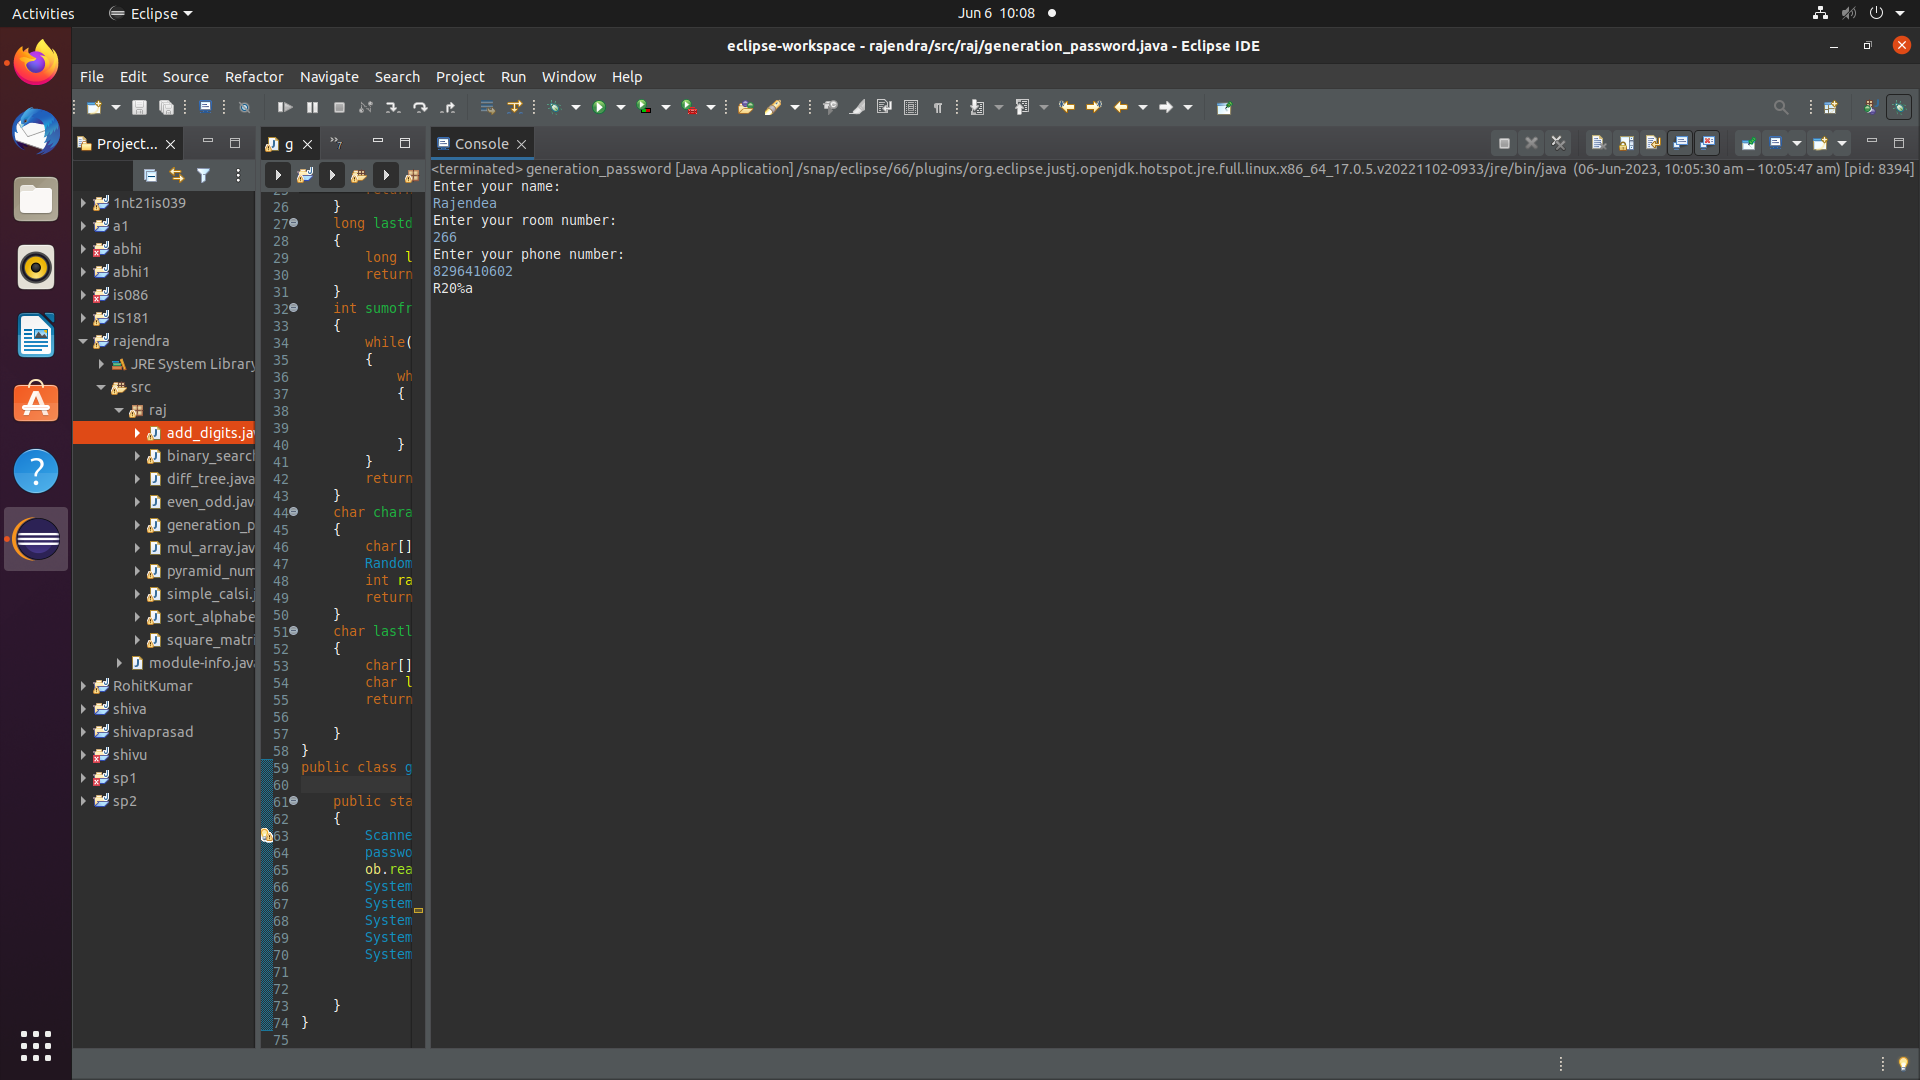 Activities
Eclipse
Jun 6 10:08
eclipse-workspace - rajendra/src/raj/generation_password.java - Eclipse IDE
File Edit Source Refactor Navigate Search Project Run Window Help
Project...
g
»7
Console
<terminated> generation_password [Java Application] /snap/eclipse/66/plugins/org.eclipse.justj.openjdk.hotspot.jre.full.linux.x86_64_17.0.5.v20221102-0933/jre/bin/java (06-Jun-2023, 10:05:30 am – 10:05:47 am) [pid: 8394]
Enter your name:
Rajendea
Enter your room number:
266
Enter your phone number:
8296410602
R20%a
1nt21is039
a1
abhi
abhi1
is086
IS181
rajendra
JRE System Library
src
raj
add_digits.jav
binary_search
diff_tree.java
even_odd.jav
generation_p
mul_array.jav
pyramid_num
simple_calsi.j
sort_alphabe
square_matri
module-info.java
RohitKumar
shiva
shivaprasad
shivu
sp1
sp2
26 }
27 long lastd
28 {
29 long l
30 return
31 }
32 int sumofr
33 {
34 while(
35 {
36 wh
37 {
38
39
40 }
41 }
42 return
43 }
44 char chara
45 {
46 char[]
47 Random
48 int ra
49 return
50 }
51 char lastl
52 {
53 char[]
54 char l
55 return
56
57 }
58 }
59 public class g
60
61 public sta
62 {
63 Scanne
64 passwo
65 ob.rea
66 System
67 System
68 System
69 System
70 System
71
72
73 }
74 }
75